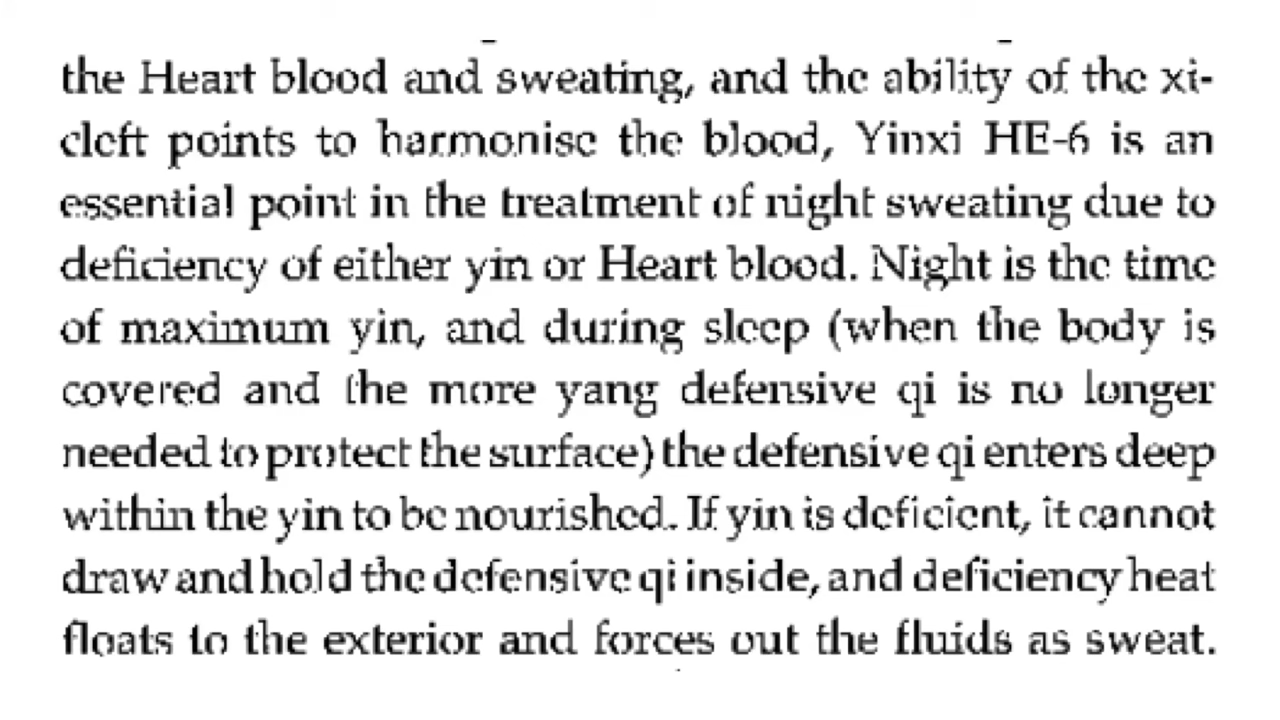 the Heart blood and sweating, and the ability of the xi-
cleft points to harmonise the blood, Yinxi HE-6 is an
essential point in the treatment of night sweating due to
deficiency of either yin or Heart blood. Night is the time
of maximum yin, and during sleep (when the body is
covered and the more yang defensive qi is no longer
needed to protect the surface) the defensive qi enters deep
within the yin to be nourished. If yin is deficient, it cannot
draw and hold the defensive qi inside, and deficiency heat
floats to the exterior and forces out the fluids as sweat.